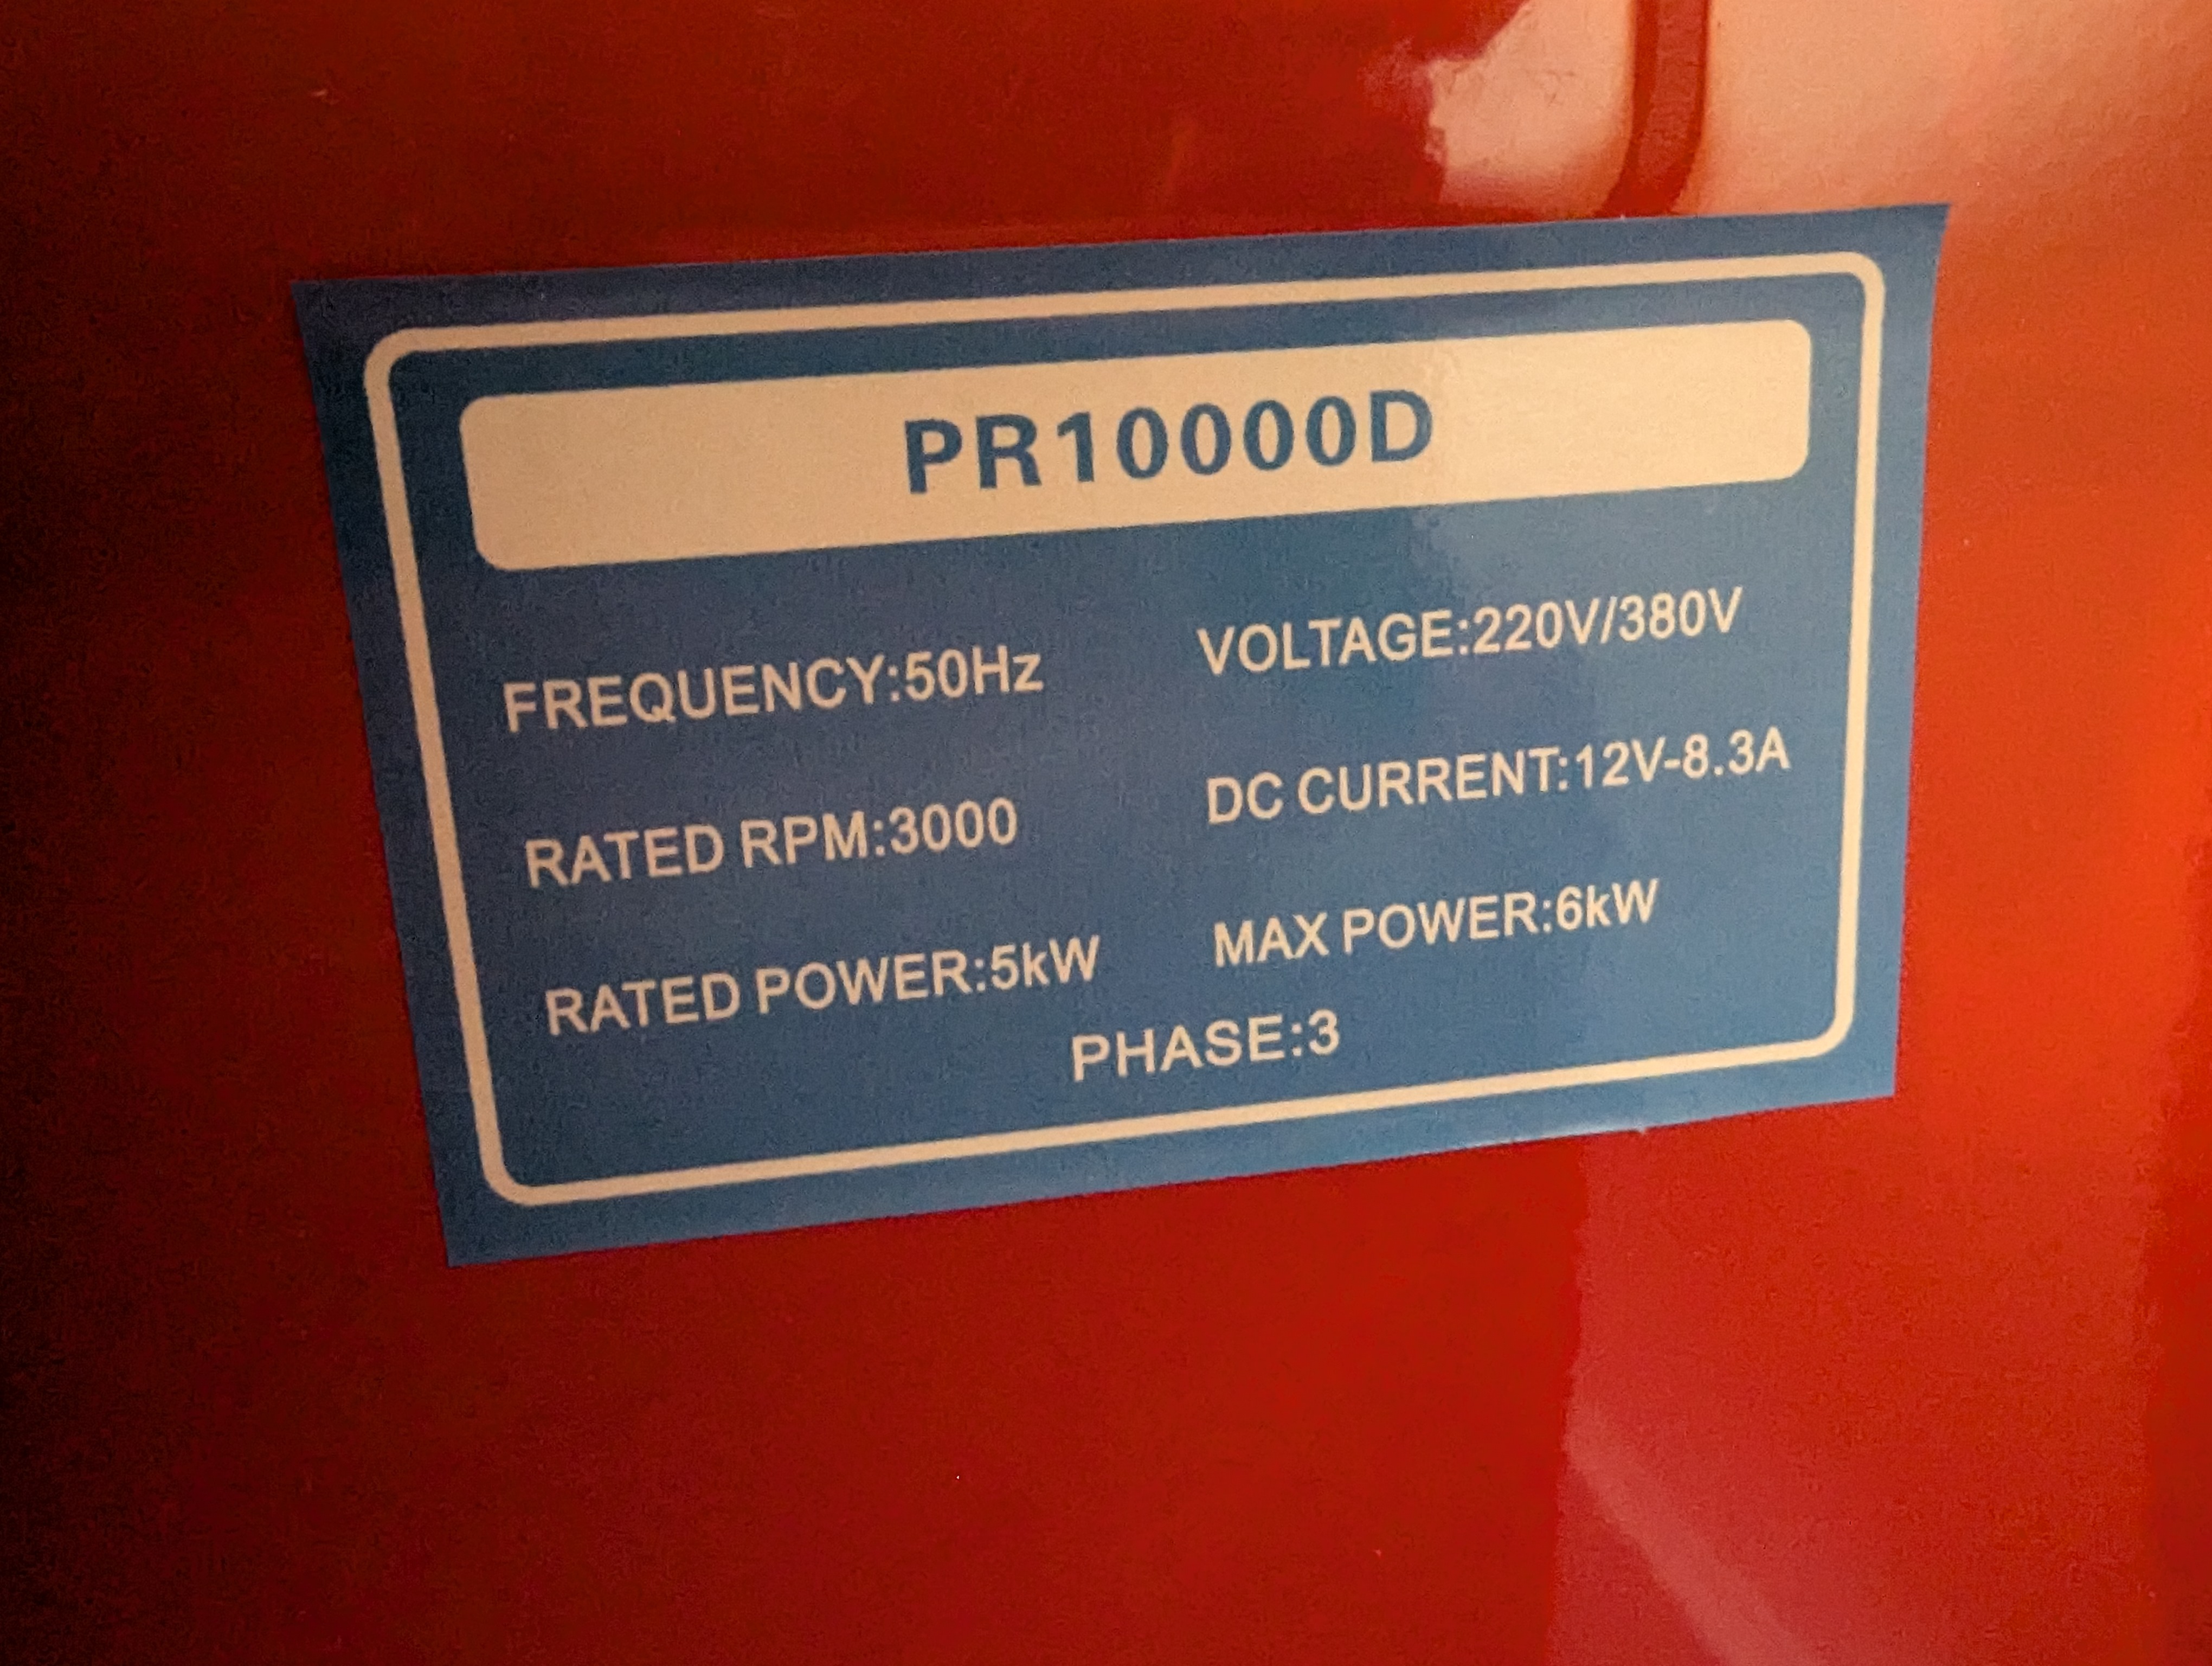 PR10000D
FREQUENCY:50Hz
VOLTAGE:220V/380V
RATED RPM:3000
DC CURRENT:12V-8.3A
RATED POWER:5kW
MAX POWER:6kW
PHASE:3